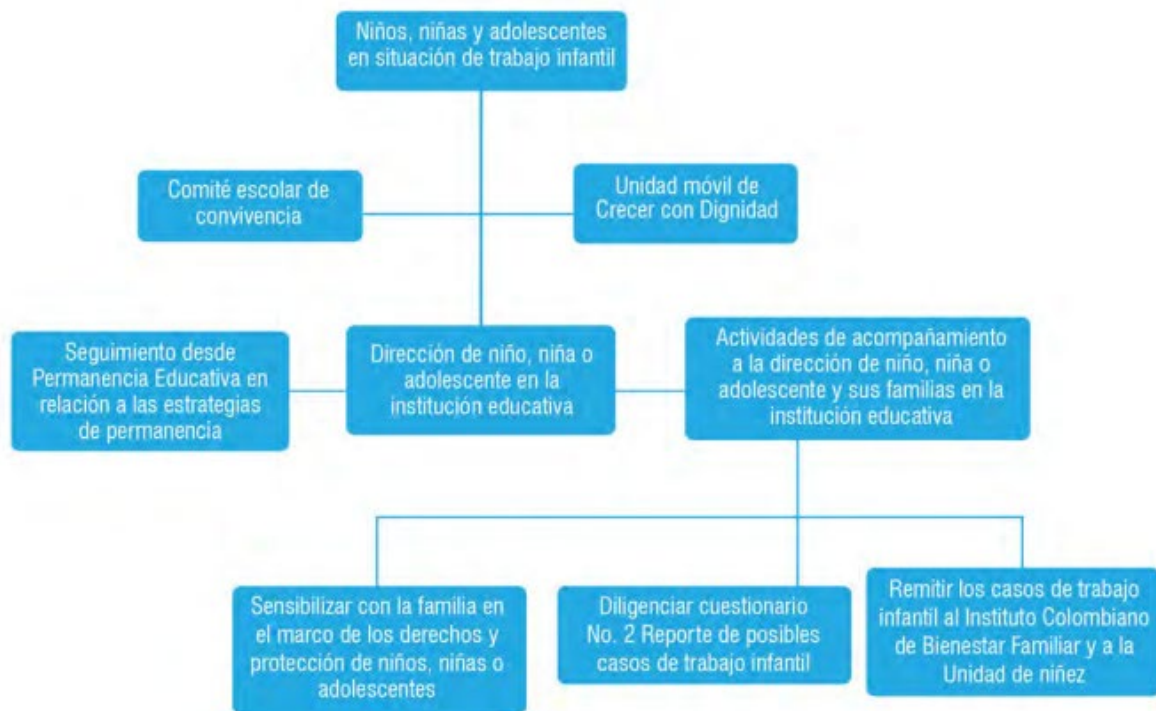 Niños, niñas y adolescentes
en situación de trabajo infantil
Comité escolar de
convivencia
Unidad móvil de
Crecer con Dignidad
Seguimiento desde
Permanencia Educativa en
relación a las estrategias
de permanencia
Dirección de niño, niña o
adolescente en la
institución educativa
Actividades de acompañamiento
a la dirección de niño, niña o
adolescente y sus familias en la
institución educativa
Sensibilizar con la familia en
el marco de los derechos y
protección de niños, niñas o
adolescentes
Diligenciar cuestionario
No. 2 Reporte de posibles
casos de trabajo infantil
Remitir los casos de trabajo
infantil al Instituto Colombiano
de Bienestar Familiar y a la
Unidad de niñez